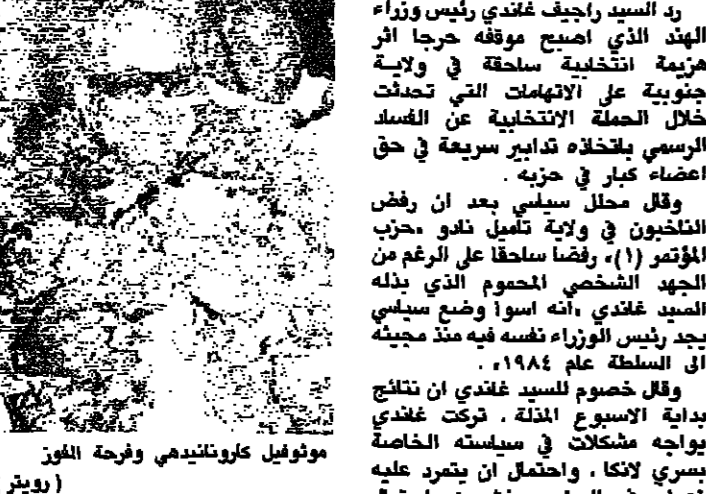 رد السيد راجيف غاندي رئيس وزراء
الهند الذي اصبح موقفه حرجا اثر
هزيمة انتخابية ساحقة في ولاية
جنوبية على الاتهامات التي تحدثت
خلال الحملة الانتخابية عن الفساد
الرسمي باتخاذه تدابير سريعة في حق
اعضاء كبار في حزبه .
وقال محلل سياسي بعد ان رفض
الناخبون في ولاية تاميل نادو «حزب
المؤتمر (١)» رفضا ساحقا على الرغم من
الجهد الشخصي المحموم الذي بذله
السيد غاندي «انه اسوأ وضع سياسي
يجد رئيس الوزراء نفسه فيه منذ مجيئه
الى السلطة عام ١٩٨٤» .
وقال خصوم للسيد غاندي ان نتائج
بداية الاسبوع المذلة ، تركت غاندي
يواجه مشكلات في سياسته الخاصة
بسري لانكا ، واحتمال ان يتمرد عليه
موثوفيل كارونانيدهي وفرحة الفوز
( رويتر